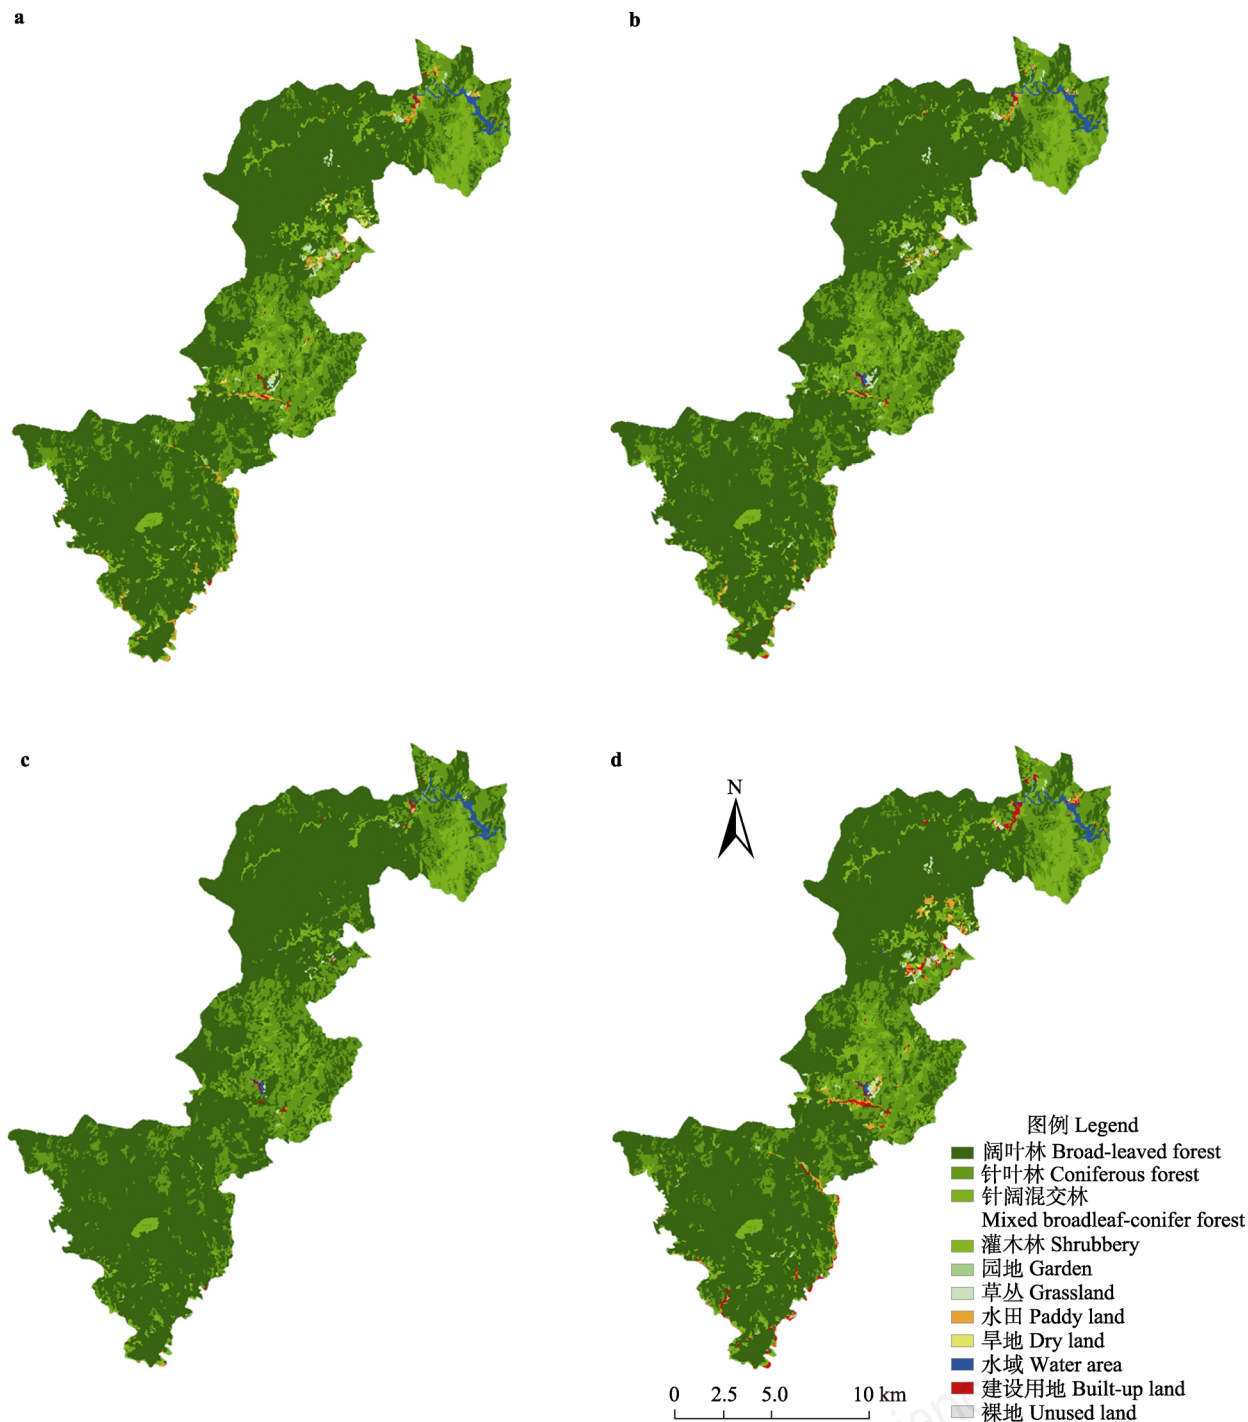 a
b
c
d
N
图例 Legend
阔叶林 Broad-leaved forest
针叶林 Coniferous forest
针阔混交林
Mixed broadleaf-conifer forest
灌木林 Shrubbery
园地 Garden
草丛 Grassland
水田 Paddy land
旱地 Dry land
水域 Water area
建设用地 Built-up land
裸地 Unused land
0 2.5 5.0 10 km